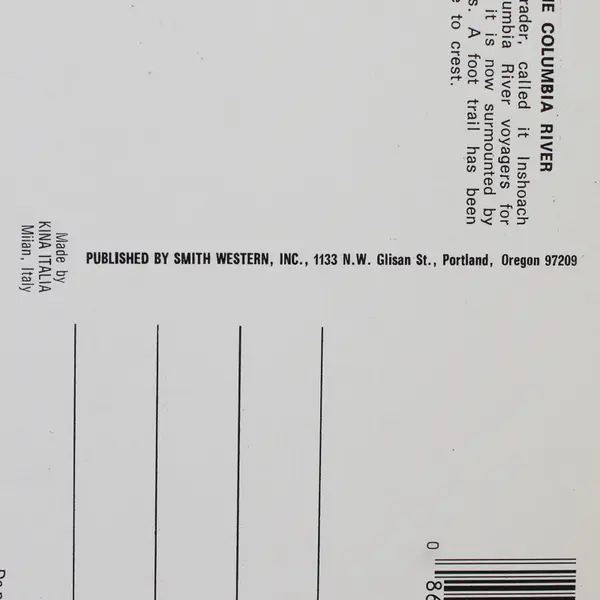 E COLUMBIA RIVER
rader, called it Inshoach
umbia River voyagers for
it is now surmounted by
s. A foot trail has been
e to crest.
Made by
KINA ITALIA
Milan, Italy
PUBLISHED BY SMITH WESTERN, INC., 1133 N.W. Glisan St., Portland, Oregon 97209
0
86